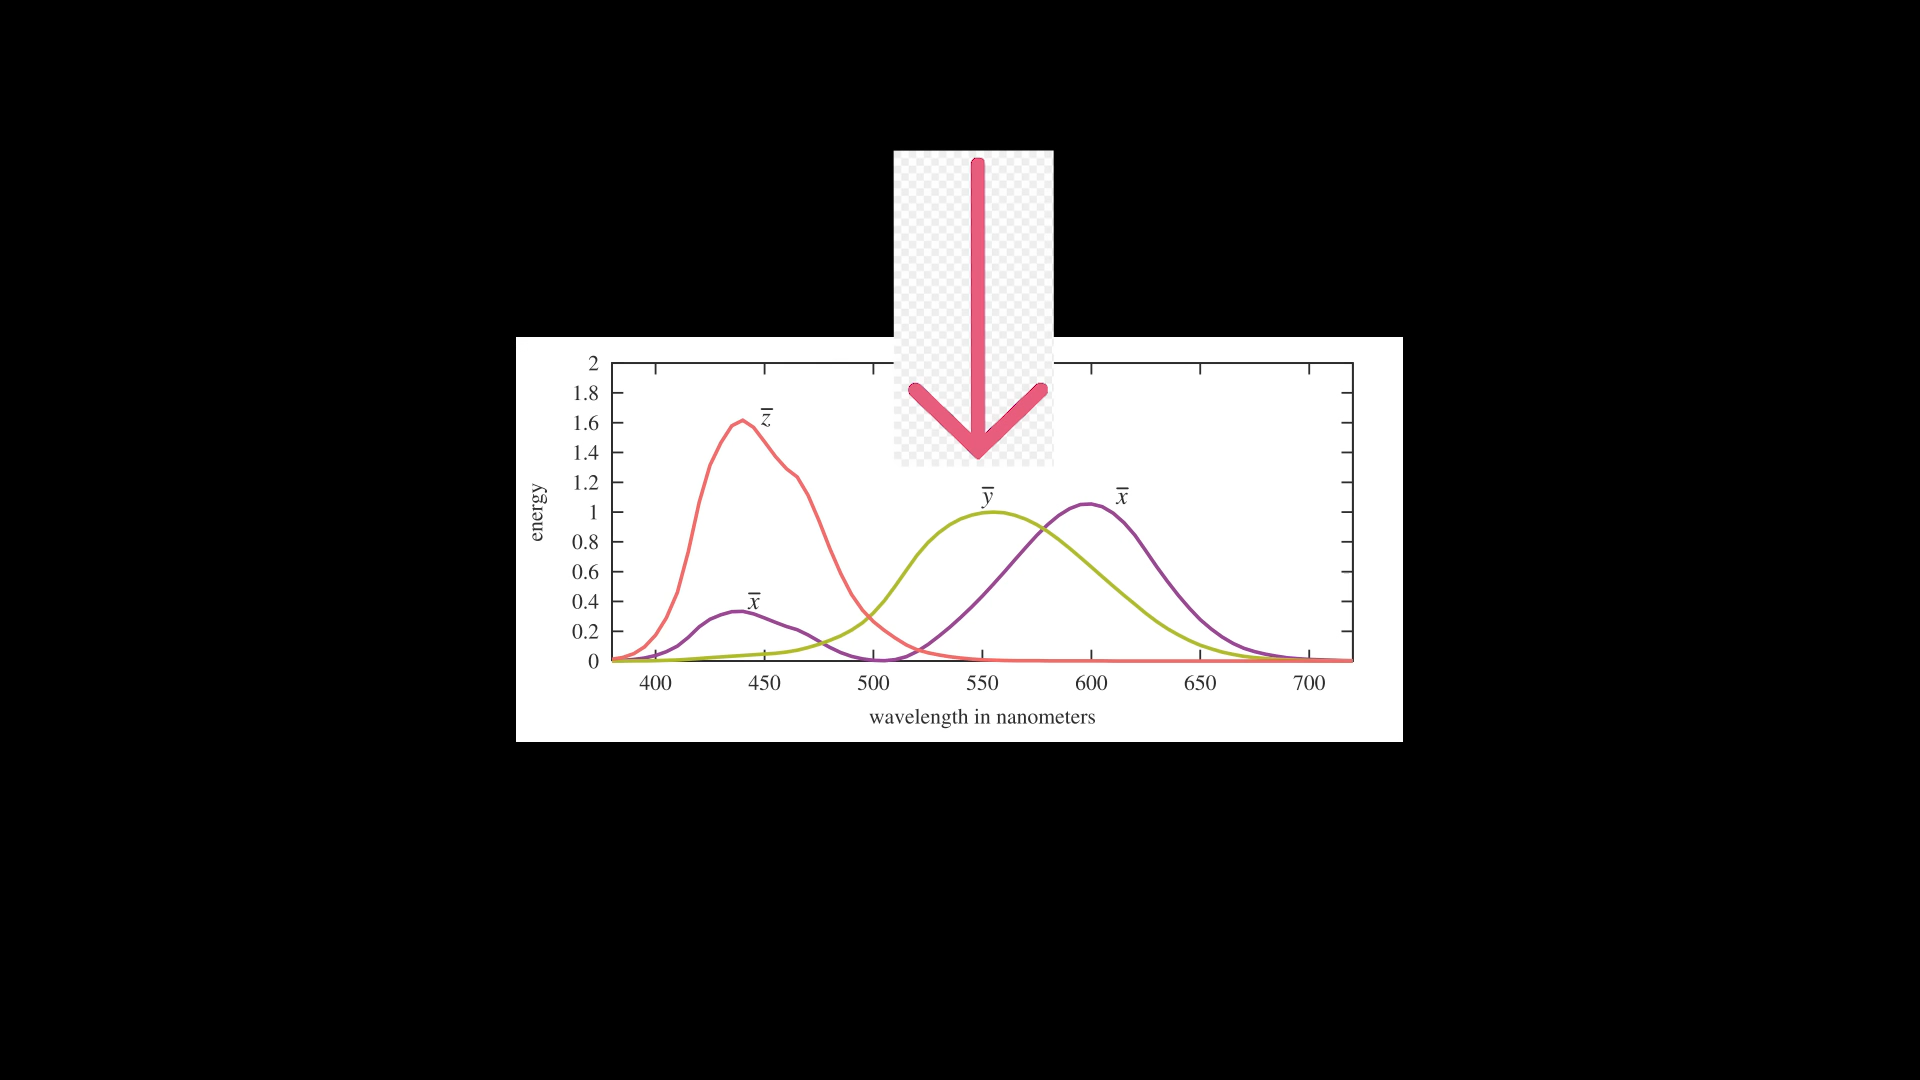 2
1.8
1.6
1.4
1.2
1
0.8
0.6
0.4
0.2
0
energy
z̅
x̅
y̅
x̅
400 450 500 550 600 650 700
wavelength in nanometers